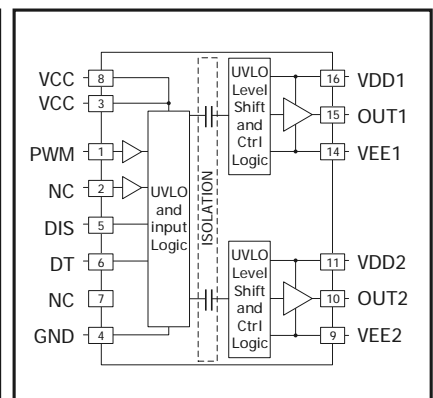 VCC 8
VCC 3
PWM 1
NC 2
DIS 5
DT 6
NC 7
GND 4
UVLO
and
input
Logic
ISOLATION
UVLO
Level
Shift
and
Ctrl
Logic
16 VDD1
15 OUT1
14 VEE1
UVLO
Level
Shift
and
Ctrl
Logic
11 VDD2
10 OUT2
9 VEE2